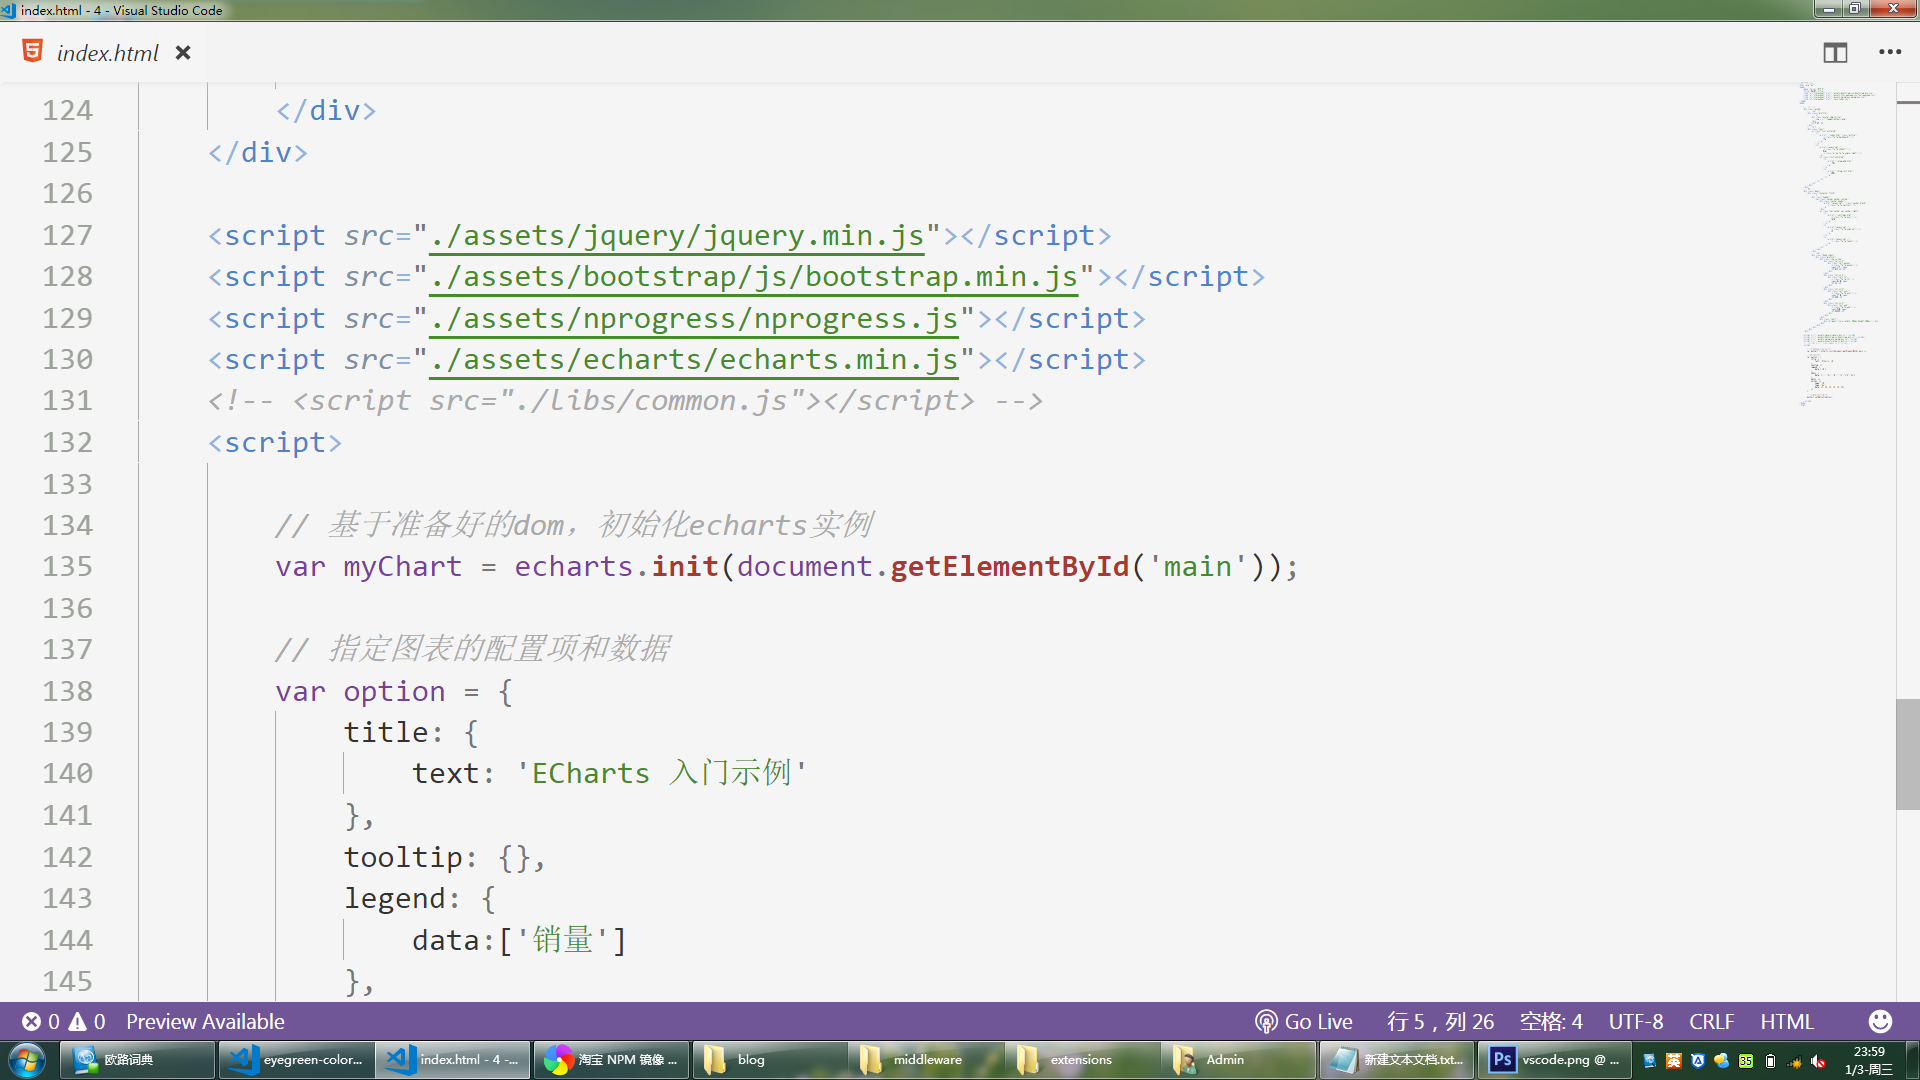 index.html - 4 - Visual Studio Code
index.html
124 </div>
125 </div>
126
127 <script src="./assets/jquery/jquery.min.js"></script>
128 <script src="./assets/bootstrap/js/bootstrap.min.js"></script>
129 <script src="./assets/nprogress/nprogress.js"></script>
130 <script src="./assets/echarts/echarts.min.js"></script>
131 <!-- <script src="./libs/common.js"></script> -->
132 <script>
133
134 // 基于准备好的dom，初始化echarts实例
135 var myChart = echarts.init(document.getElementById('main'));
136
137 // 指定图表的配置项和数据
138 var option = {
139 title: {
140 text: 'ECharts 入门示例'
141 },
142 tooltip: {},
143 legend: {
144 data:['销量']
145 },
0 0 Preview Available Go Live 行 5，列 26 空格: 4 UTF-8 CRLF HTML
欧路词典 eyegreen-color... index.html - 4 -... 淘宝 NPM 镜像 ... blog middleware extensions Admin 新建文本文档.txt... Ps vscode.png @ ... 英 35 23:59
1/3-周三